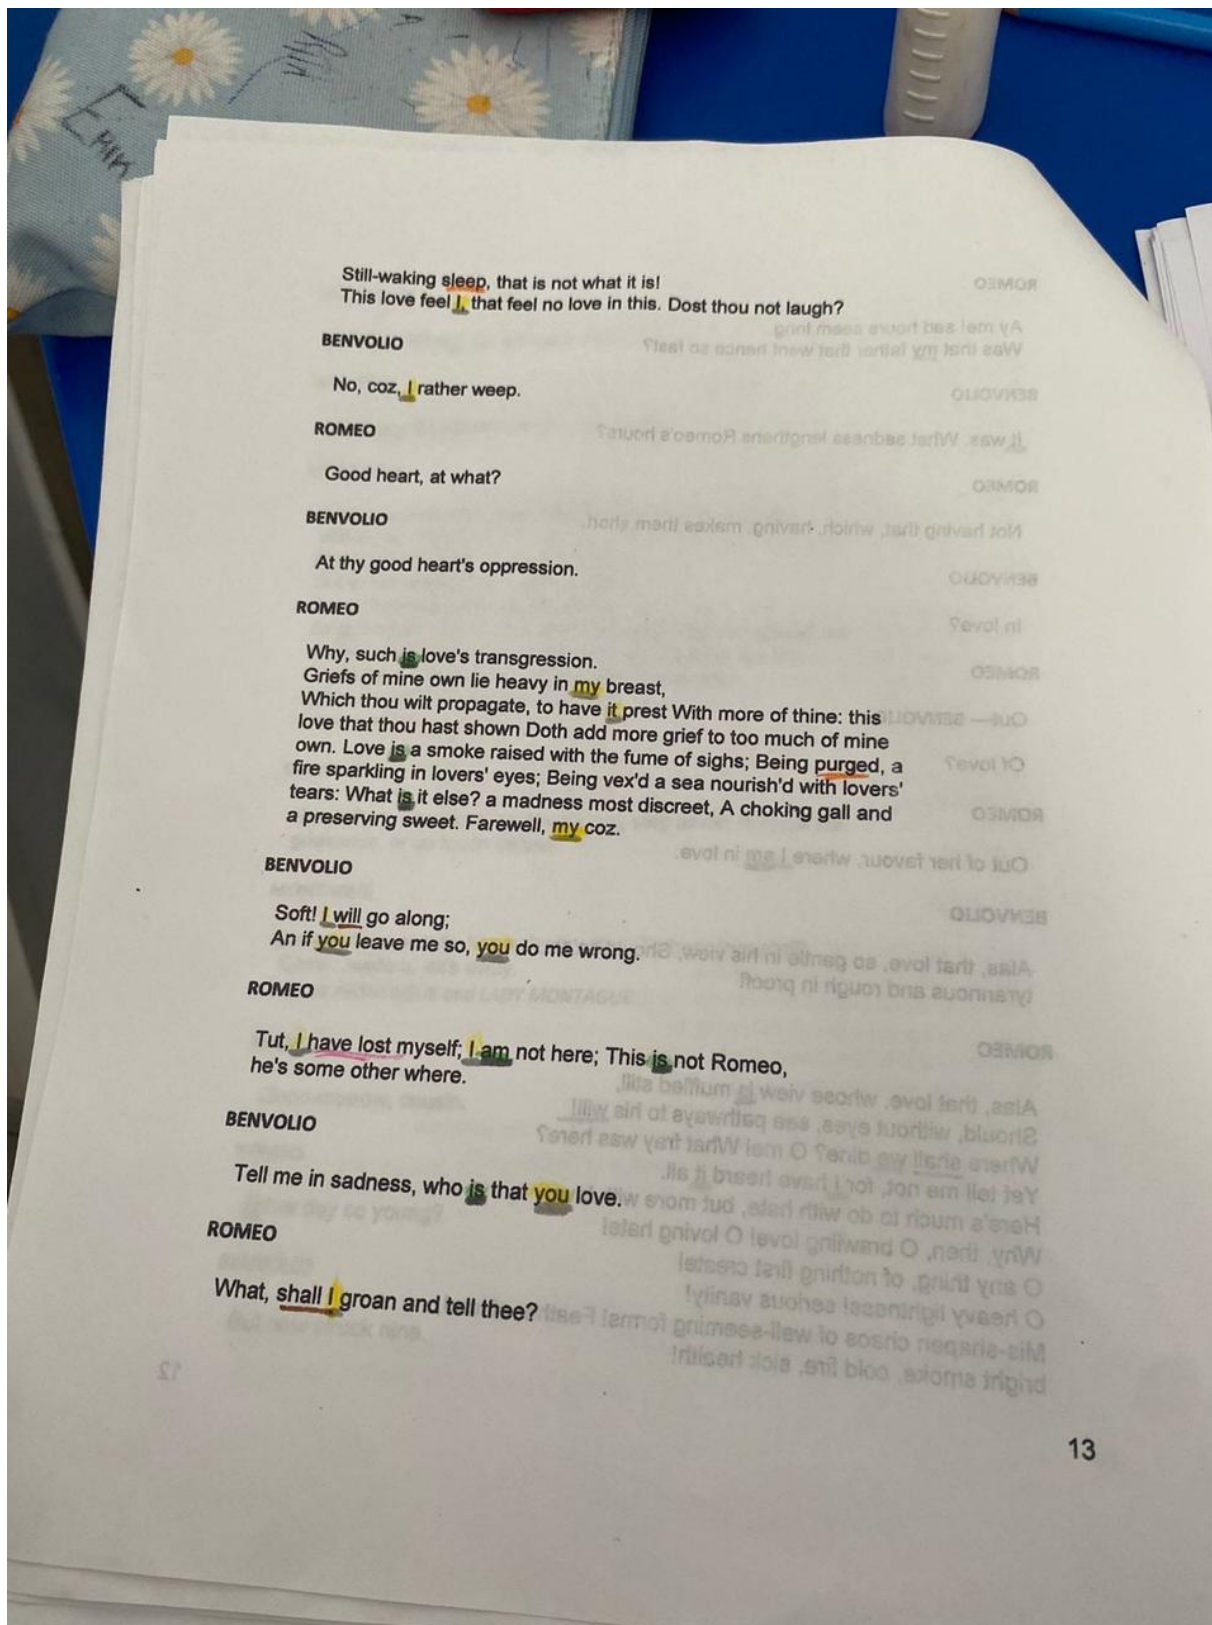 Emin
Still-waking sleep, that is not what it is!
This love feel I, that feel no love in this. Dost thou not laugh?
BENVOLIO
No, coz, I rather weep.
ROMEO
Good heart, at what?
BENVOLIO
At thy good heart's oppression.
ROMEO
Why, such is love's transgression.
Griefs of mine own lie heavy in my breast,
Which thou wilt propagate, to have it prest With more of thine: this
love that thou hast shown Doth add more grief to too much of mine
own. Love is a smoke raised with the fume of sighs; Being purged, a
fire sparkling in lovers' eyes; Being vex'd a sea nourish'd with lovers'
tears: What is it else? a madness most discreet, A choking gall and
a preserving sweet. Farewell, my coz.
BENVOLIO
Soft! I will go along;
An if you leave me so, you do me wrong.
ROMEO
Tut, I have lost myself; I am not here; This is not Romeo,
he's some other where.
BENVOLIO
Tell me in sadness, who is that you love.
ROMEO
What, shall I groan and tell thee?
13